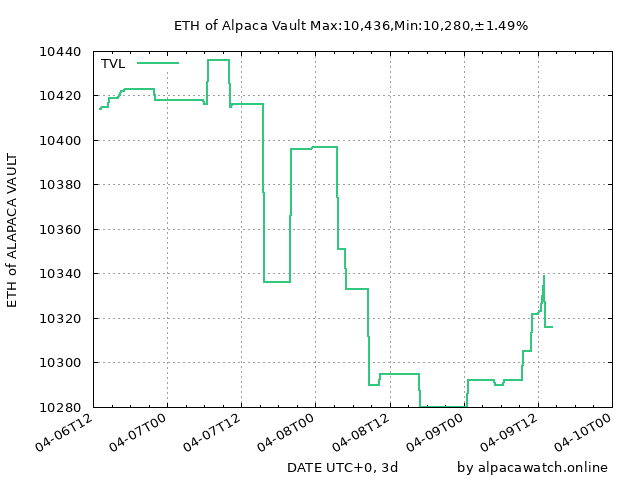 ETH of Alpaca Vault Max:10,436,Min:10,280,±1.49%
TVL
10440
10420
10400
10380
10360
10340
10320
10300
10280
ETH of ALAPACA VAULT
04-06T12
04-07T00
04-07T12
04-08T00
04-08T12
04-09T00
04-09T12
04-10T00
DATE UTC+0, 3d
by alpacawatch.online